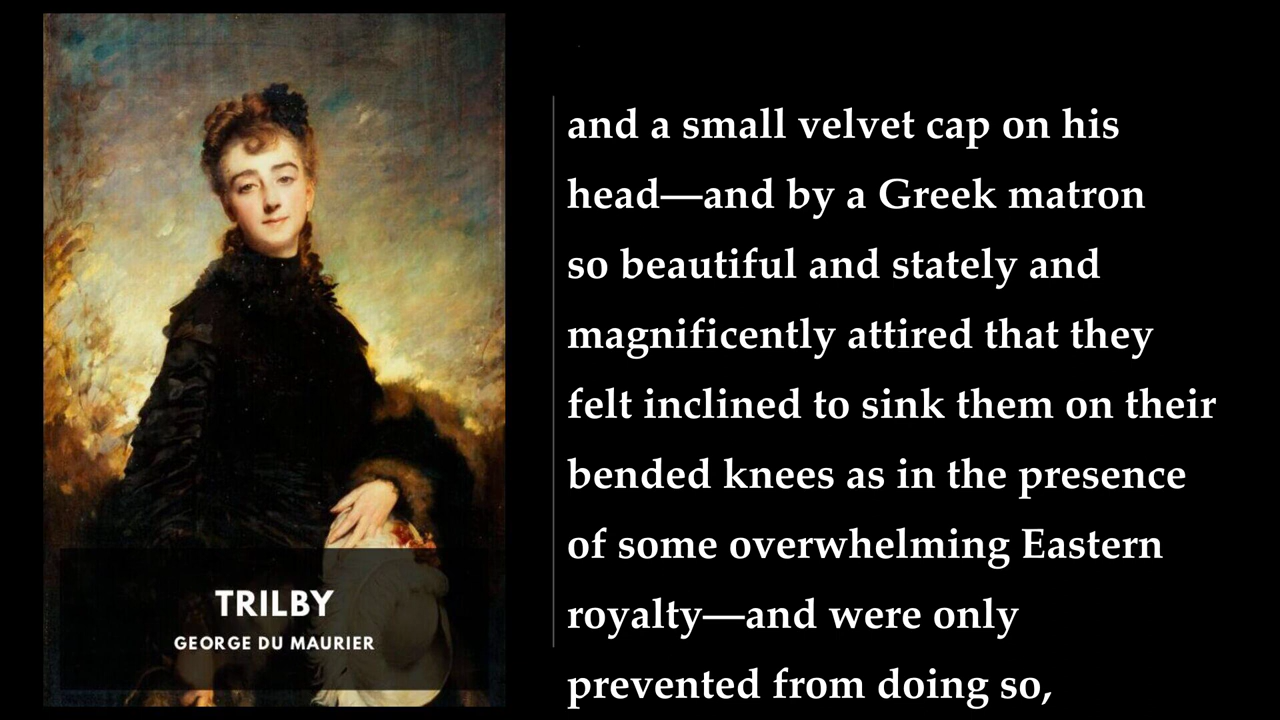 TRILBY
GEORGE DU MAURIER
and a small velvet cap on his
head—and by a Greek matron
so beautiful and stately and
magnificently attired that they
felt inclined to sink them on their
bended knees as in the presence
of some overwhelming Eastern
royalty—and were only
prevented from doing so,